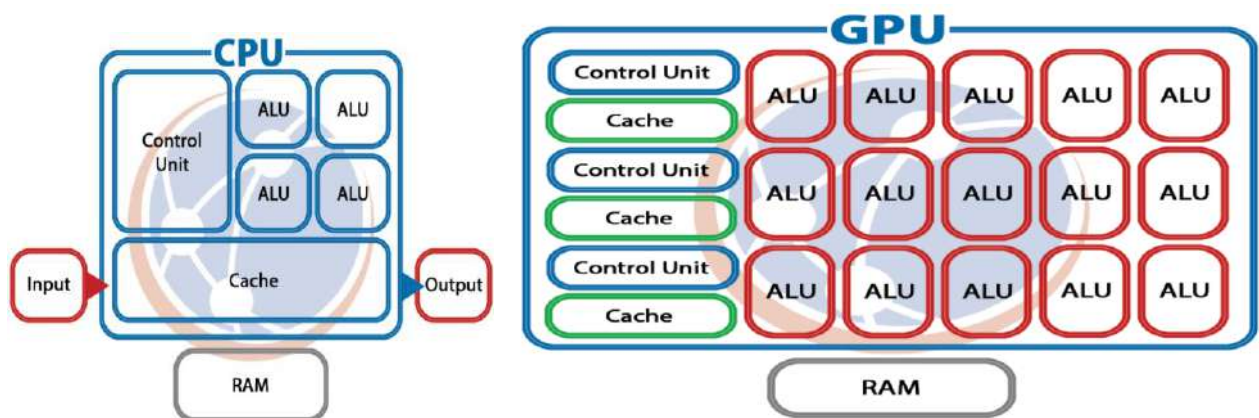 CPU
Control
Unit
ALU
ALU
ALU
ALU
Cache
Input
Output
RAM
GPU
Control Unit
Cache
Control Unit
Cache
Control Unit
Cache
ALU ALU ALU ALU ALU
ALU ALU ALU ALU ALU
ALU ALU ALU ALU ALU
RAM